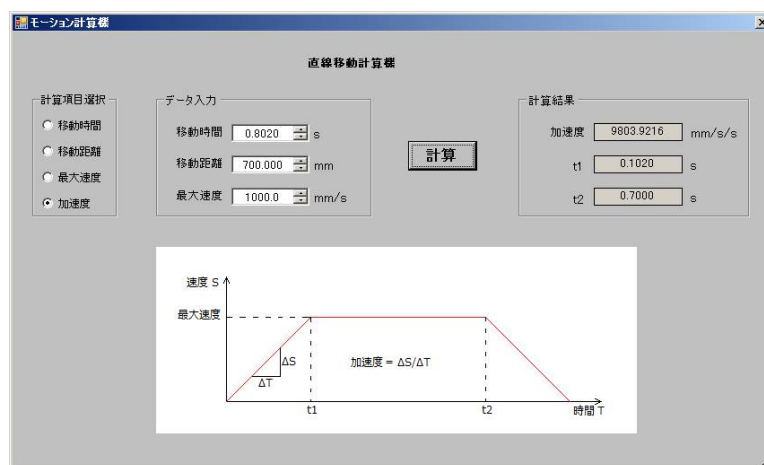 モーション計算機
直線移動計算機
計算項目選択
移動時間
移動距離
最大速度
加速度
データ入力
移動時間 0.8020 s
移動距離 700.000 mm
最大速度 1000.0 mm/s
計算
計算結果
加速度 9803.9216 mm/s/s
t1 0.1020 s
t2 0.7000 s
速度 S
最大速度
ΔS
ΔT
加速度 = ΔS/ΔT
t1
t2
時間 T